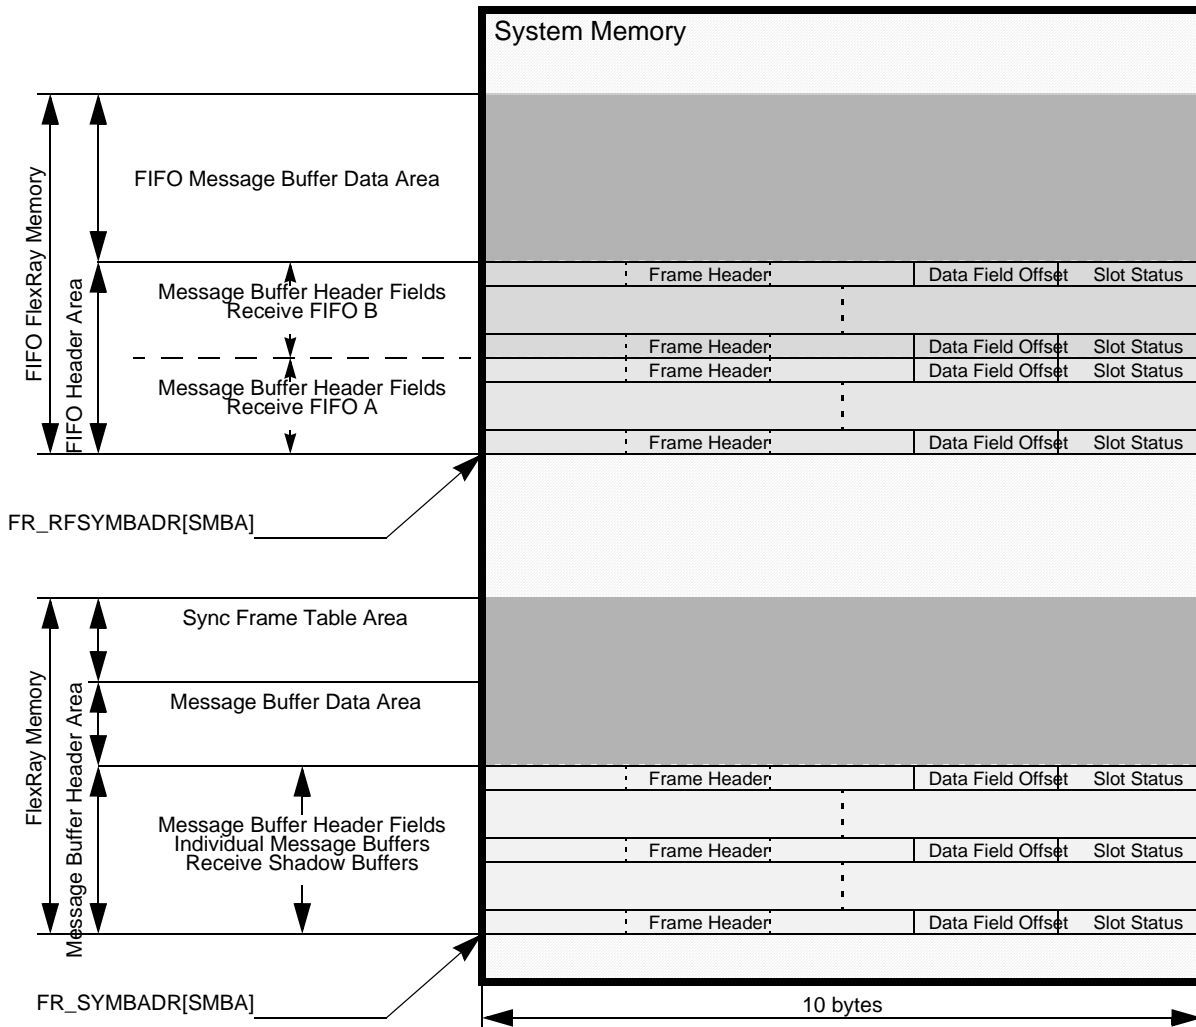 System Memory
FIFO FlexRay Memory
FIFO Header Area
FIFO Message Buffer Data Area
Message Buffer Header Fields
Receive FIFO B
Message Buffer Header Fields
Receive FIFO A
Frame Header Data Field Offset Slot Status
Frame Header Data Field Offset Slot Status
Frame Header Data Field Offset Slot Status
Frame Header Data Field Offset Slot Status
FR_RFSYMBADR[SMBA]
FlexRay Memory
Message Buffer Header Area
Sync Frame Table Area
Message Buffer Data Area
Message Buffer Header Fields
Individual Message Buffers
Receive Shadow Buffers
Frame Header Data Field Offset Slot Status
Frame Header Data Field Offset Slot Status
Frame Header Data Field Offset Slot Status
FR_SYMBADR[SMBA]
10 bytes